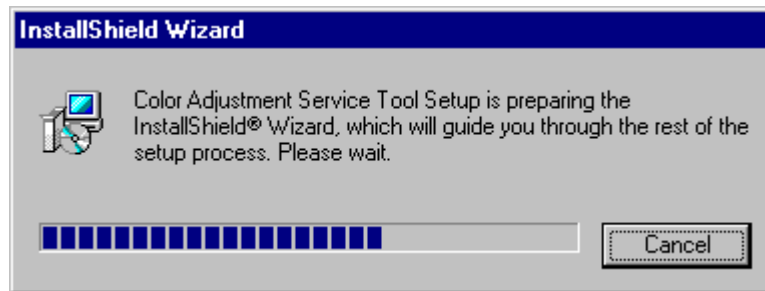 InstallShield Wizard
Color Adjustment Service Tool Setup is preparing the
InstallShield® Wizard, which will guide you through the rest of the
setup process. Please wait.
Cancel